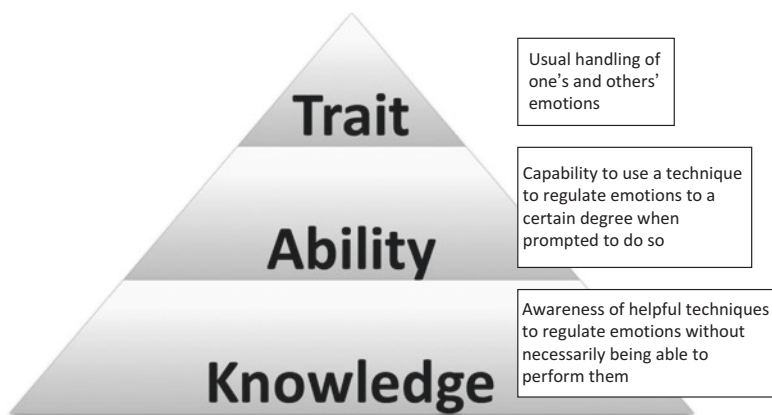 Trait
Usual handling of
one's and others'
emotions
Ability
Capability to use a technique
to regulate emotions to a
certain degree when
prompted to do so
Knowledge
Awareness of helpful techniques
to regulate emotions without
necessarily being able to
perform them